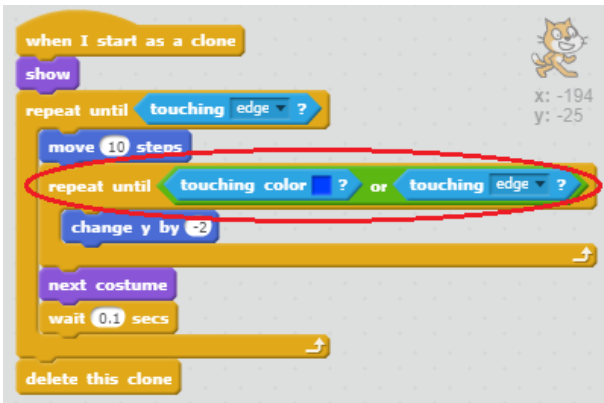 when I start as a clone
show
x: -194
y: -25
repeat until touching edge ?
move 10 steps
repeat until touching color ? or touching edge ?
change y by -2
next costume
wait 0.1 secs
delete this clone